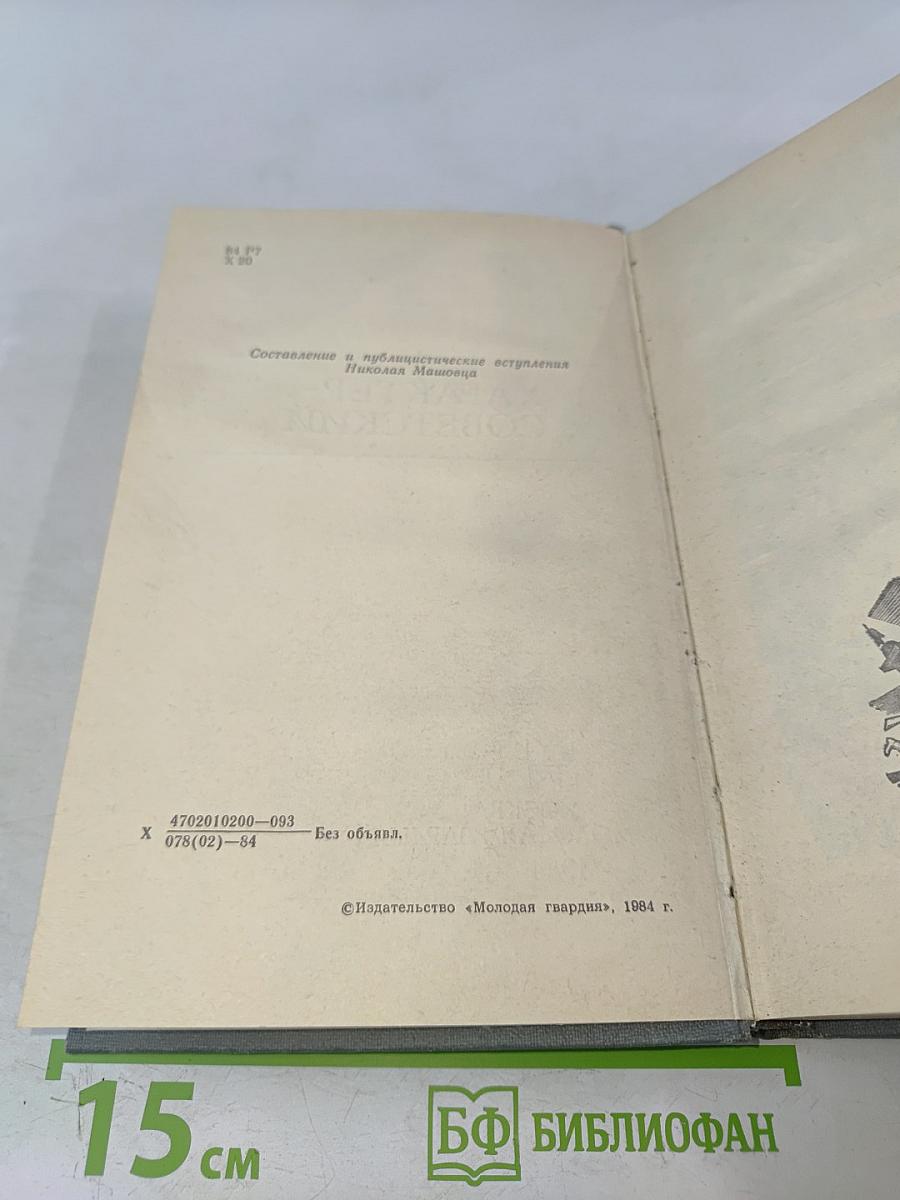 84 Р7
Х 20
Составление и публицистические вступления
Николая Машовца
Х 4702010200—093
078(02)—84 Без объявл.
©Издательство «Молодая гвардия», 1984 г.
15 см
БФ БИБЛИОФАН